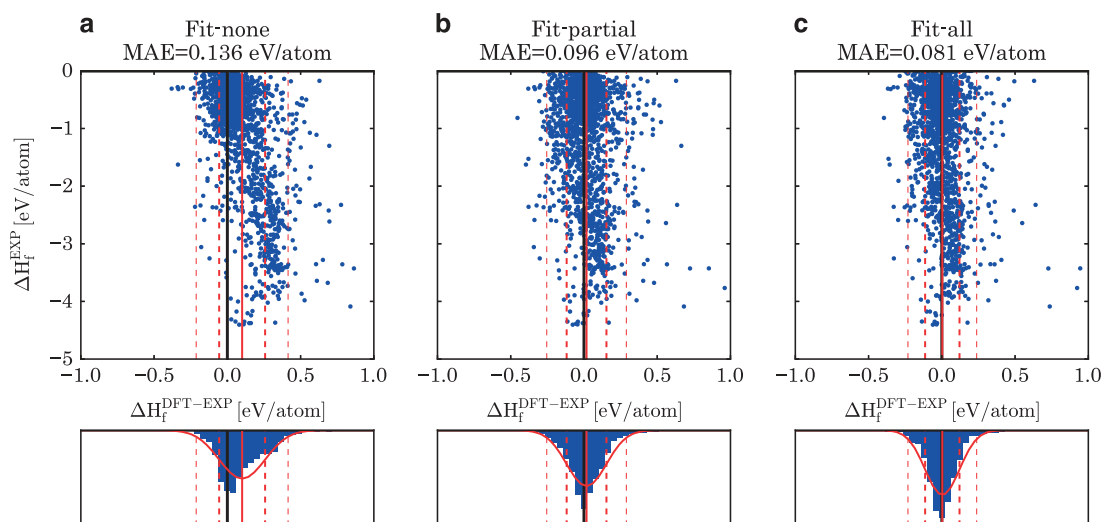 a
Fit-none
MAE=0.136 eV/atom
b
Fit-partial
MAE=0.096 eV/atom
c
Fit-all
MAE=0.081 eV/atom
ΔH_f^EXP [eV/atom]
0
−1
−2
−3
−4
−5
−1.0 −0.5 0.0 0.5 1.0
−1.0 −0.5 0.0 0.5 1.0
−1.0 −0.5 0.0 0.5 1.0
ΔH_f^DFT−EXP [eV/atom]
ΔH_f^DFT−EXP [eV/atom]
ΔH_f^DFT−EXP [eV/atom]